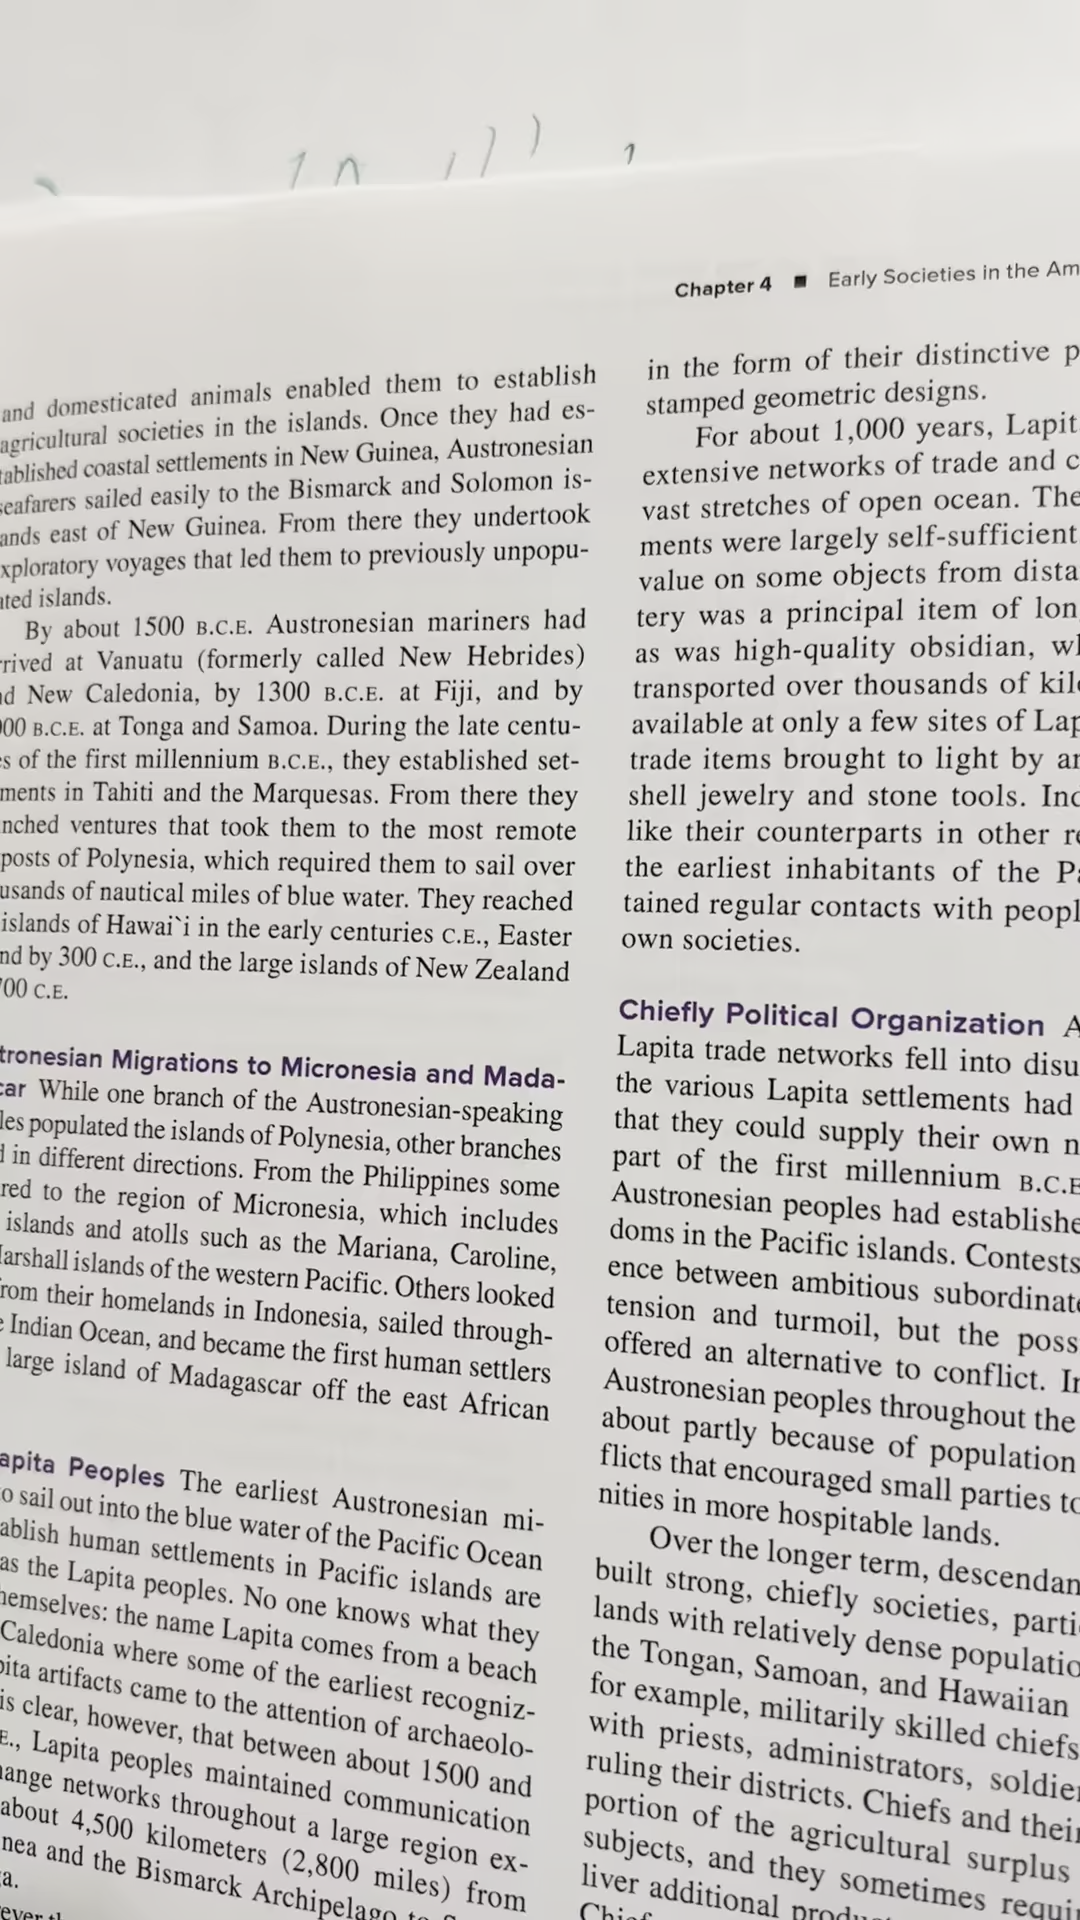 Chapter 4 ■ Early Societies in the
and domesticated animals enabled them to establish
agricultural societies in the islands. Once they had es-
tablished coastal settlements in New Guinea, Austronesian
seafarers sailed easily to the Bismarck and Solomon is-
ands east of New Guinea. From there they undertook
xploratory voyages that led them to previously unpopu-
ated islands.
By about 1500 B.C.E. Austronesian mariners had
rrived at Vanuatu (formerly called New Hebrides)
d New Caledonia, by 1300 B.C.E. at Fiji, and by
000 B.C.E. at Tonga and Samoa. During the late centu-
s of the first millennium B.C.E., they established set-
ments in Tahiti and the Marquesas. From there they
nched ventures that took them to the most remote
posts of Polynesia, which required them to sail over
usands of nautical miles of blue water. They reached
islands of Hawai`i in the early centuries C.E., Easter
nd by 300 C.E., and the large islands of New Zealand
700 C.E.
tronesian Migrations to Micronesia and Mada-
car While one branch of the Austronesian-speaking
les populated the islands of Polynesia, other branches
d in different directions. From the Philippines some
red to the region of Micronesia, which includes
islands and atolls such as the Mariana, Caroline,
Marshall islands of the western Pacific. Others looked
from their homelands in Indonesia, sailed through-
e Indian Ocean, and became the first human settlers
large island of Madagascar off the east African
apita Peoples The earliest Austronesian mi-
o sail out into the blue water of the Pacific Ocean
ablish human settlements in Pacific islands are
as the Lapita peoples. No one knows what they
hemselves: the name Lapita comes from a beach
Caledonia where some of the earliest recogniz-
pita artifacts came to the attention of archaeolo-
is clear, however, that between about 1500 and
E., Lapita peoples maintained communication
hange networks throughout a large region ex-
about 4,500 kilometers (2,800 miles) from
nea and the Bismarck Archipelago to
a.
in the form of their distinctive p
stamped geometric designs.
For about 1,000 years, Lapit
extensive networks of trade and c
vast stretches of open ocean. The
ments were largely self-sufficient
value on some objects from dista
tery was a principal item of lon
as was high-quality obsidian, wh
transported over thousands of kil
available at only a few sites of Lap
trade items brought to light by ar
shell jewelry and stone tools. Ind
like their counterparts in other re
the earliest inhabitants of the Pa
tained regular contacts with peopl
own societies.
Chiefly Political Organization A
Lapita trade networks fell into disu
the various Lapita settlements had
that they could supply their own n
part of the first millennium B.C.E
Austronesian peoples had establishe
doms in the Pacific islands. Contests
ence between ambitious subordinate
tension and turmoil, but the poss
offered an alternative to conflict. In
Austronesian peoples throughout the
about partly because of population
flicts that encouraged small parties to
nities in more hospitable lands.
Over the longer term, descendan
built strong, chiefly societies, parti
lands with relatively dense populatio
the Tongan, Samoan, and Hawaiian
for example, militarily skilled chiefs
with priests, administrators, soldier
ruling their districts. Chiefs and their
portion of the agricultural surplus
subjects, and they sometimes requir
liver additional